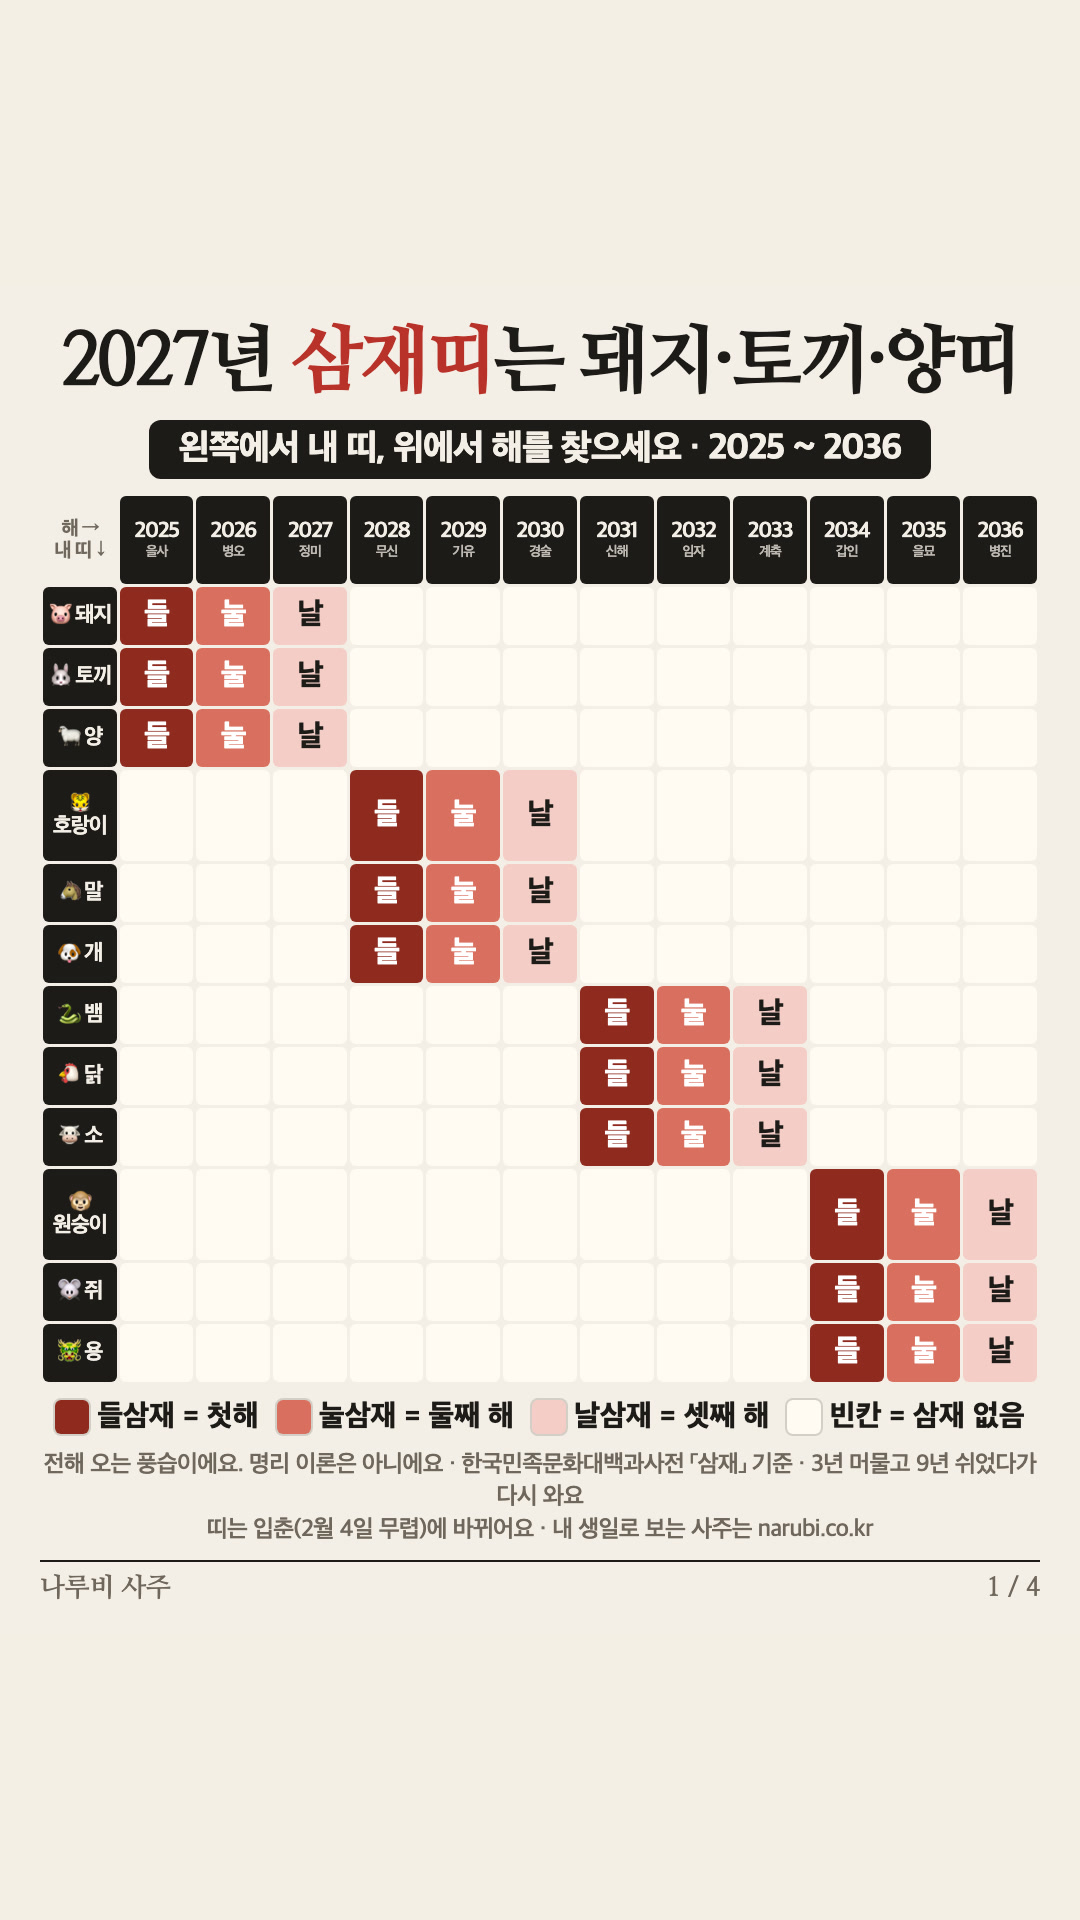 2027년 삼재띠는 돼지·토끼·양띠
왼쪽에서 내 띠, 위에서 해를 찾으세요 · 2025 ~ 2036
해→ 2025 2026 2027 2028 2029 2030 2031 2032 2033 2034 2035 2036
내 띠↓ 을사 병오 정미 무신 기유 경술 신해 임자 계축 갑인 을묘 병진
돼지 들 눌 날
토끼 들 눌 날
양 들 눌 날
호랑이 들 눌 날
말 들 눌 날
개 들 눌 날
뱀 들 눌 날
닭 들 눌 날
소 들 눌 날
원숭이 들 눌 날
쥐 들 눌 날
용 들 눌 날
들삼재 = 첫해 눌삼재 = 둘째 해 날삼재 = 셋째 해 빈칸 = 삼재 없음
전해 오는 풍습이에요. 명리 이론은 아니에요 · 한국민족문화대백과사전 「삼재」 기준 · 3년 머물고 9년 쉬었다가
다시 와요
띠는 입춘(2월 4일 무렵)에 바뀌어요 · 내 생일로 보는 사주는 narubi.co.kr
나루비 사주 1 / 4